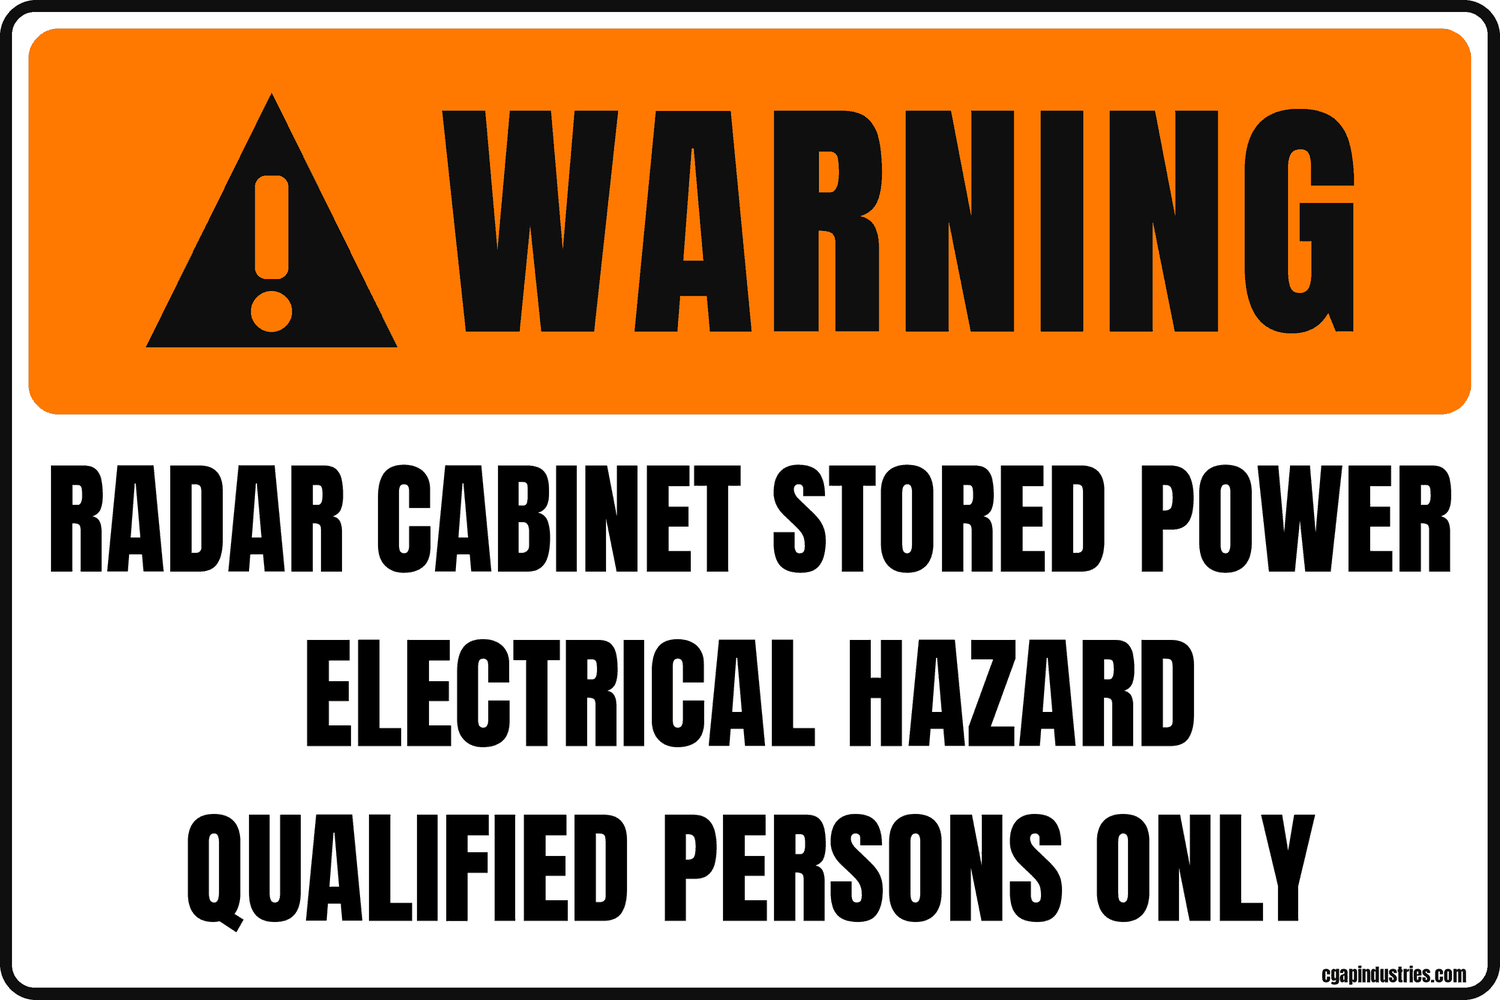 WARNING
RADAR CABINET STORED POWER
ELECTRICAL HAZARD
QUALIFIED PERSONS ONLY
cgapindustries.com